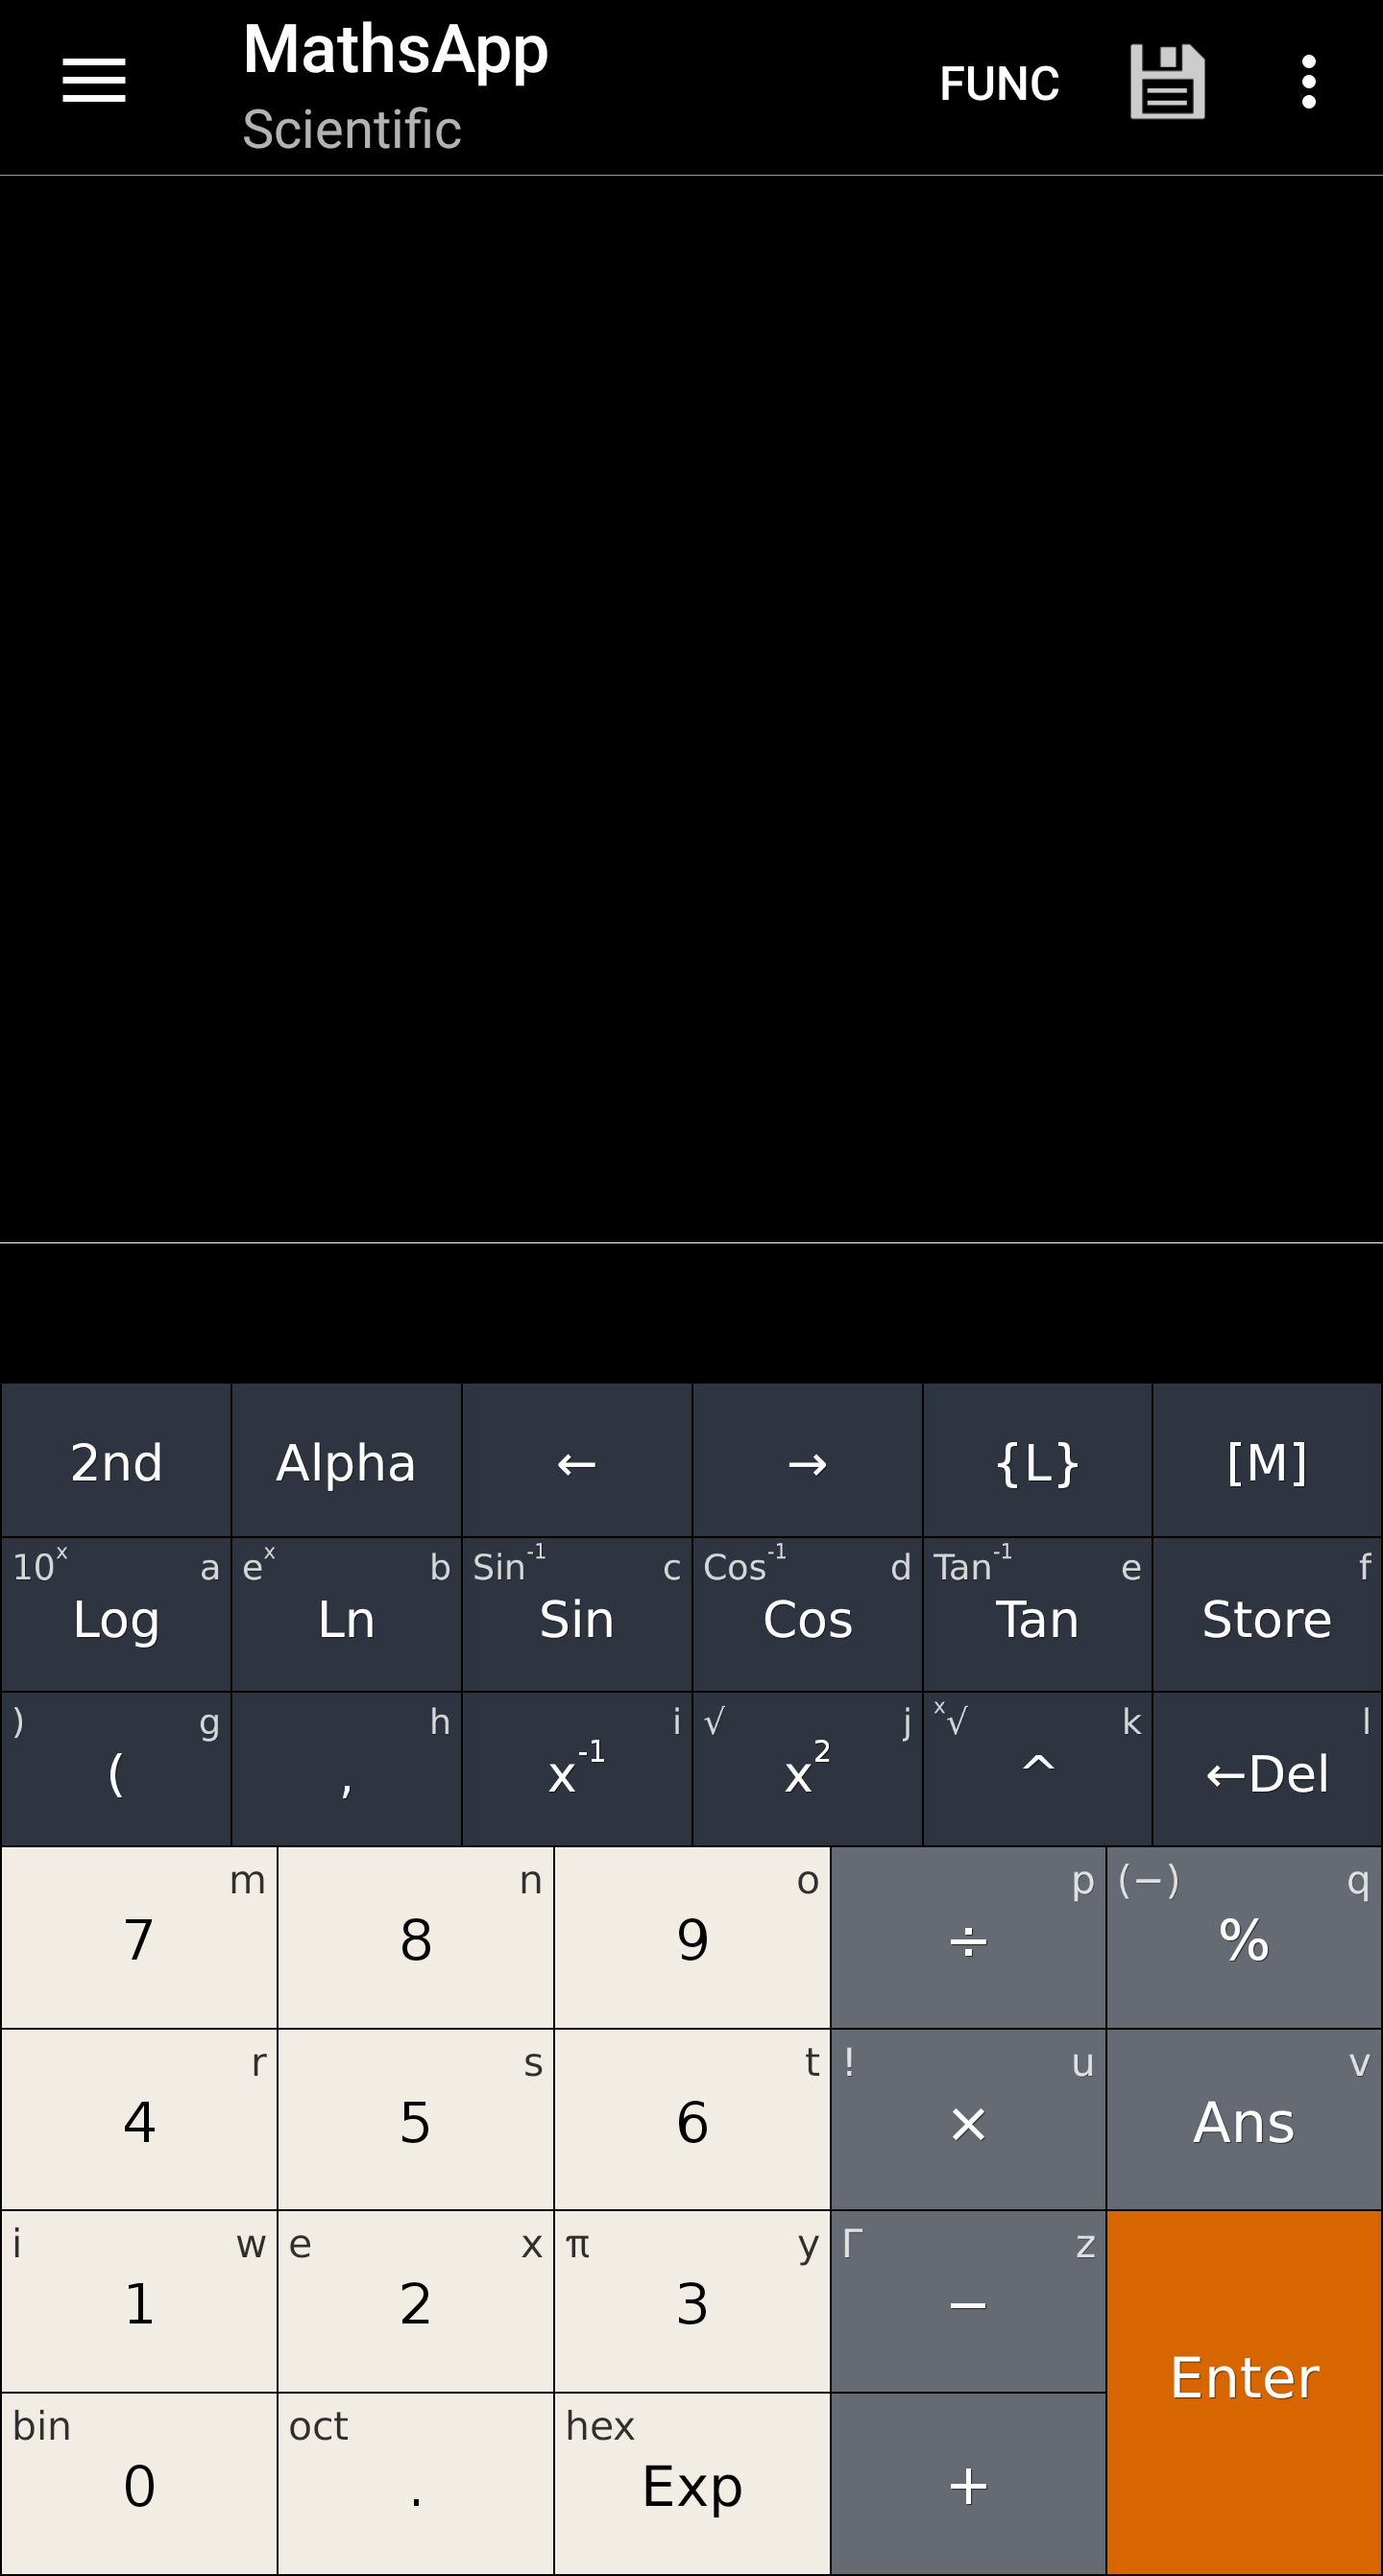 MathsApp
Scientific
FUNC
2nd Alpha ← → {L} [M]
10ˣ a eˣ b Sin⁻¹ c Cos⁻¹ d Tan⁻¹ e f
Log Ln Sin Cos Tan Store
) g h i √ j ˣ√ k l
( , x⁻¹ x² ^ ←Del
m n o p (−) q
7 8 9 ÷ %
r s t ! u v
4 5 6 × Ans
i w e x π y Γ z
1 2 3 −
Enter
bin oct hex
0 . Exp +